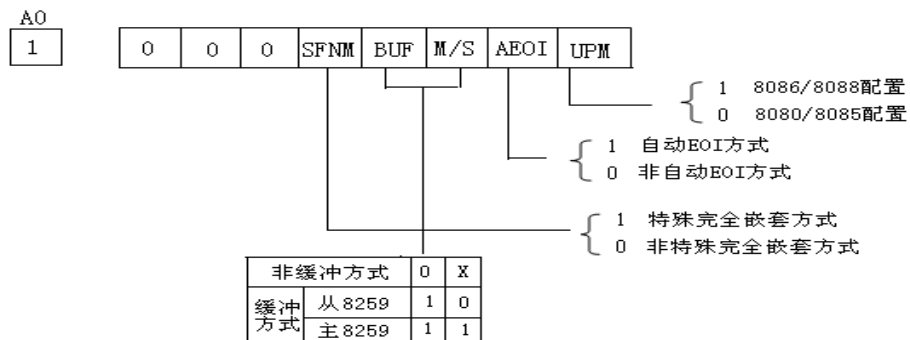 A0
1 0 0 0 SFNM BUF M/S AEOI UPM
1 8086/8088配置
0 8080/8085配置
1 自动EOI方式
0 非自动EOI方式
1 特殊完全嵌套方式
0 非特殊完全嵌套方式
非缓冲方式 0 X
缓冲方式 从8259 1 0
主8259 1 1